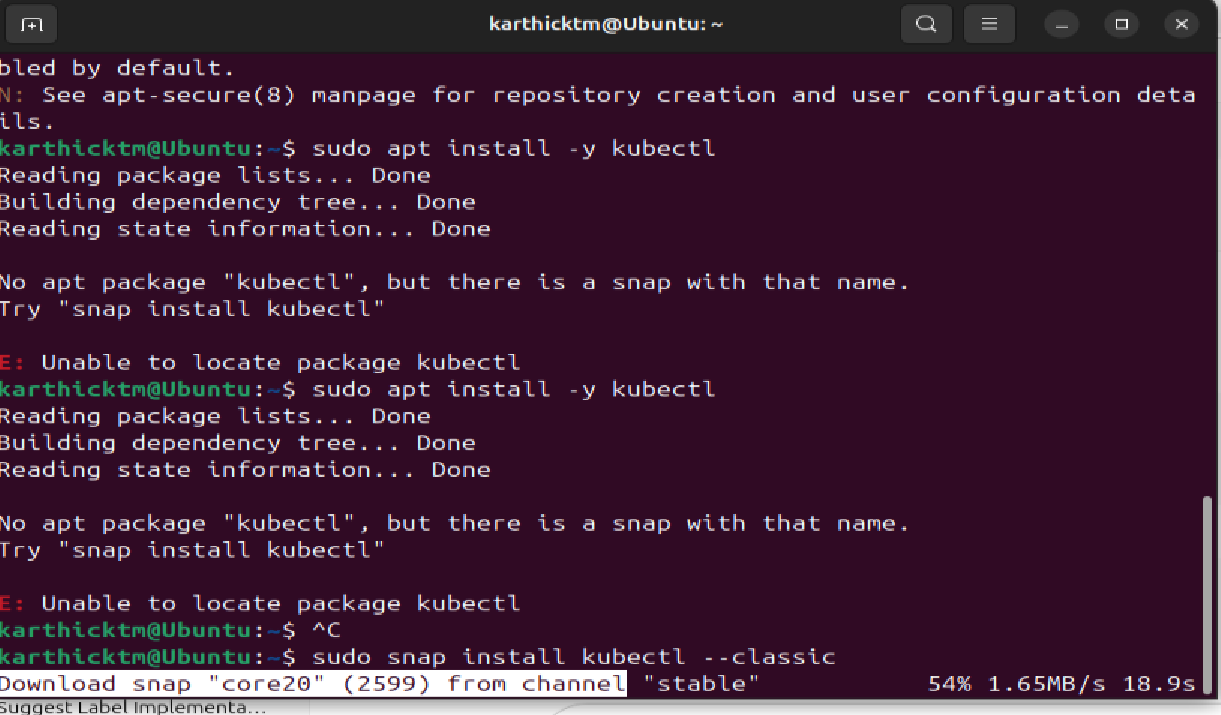 karthicktm@Ubuntu: ~
bled by default.
N: See apt-secure(8) manpage for repository creation and user configuration deta
ils.
karthicktm@Ubuntu:~$ sudo apt install -y kubectl
Reading package lists... Done
Building dependency tree... Done
Reading state information... Done
No apt package "kubectl", but there is a snap with that name.
Try "snap install kubectl"
E: Unable to locate package kubectl
karthicktm@Ubuntu:~$ sudo apt install -y kubectl
Reading package lists... Done
Building dependency tree... Done
Reading state information... Done
No apt package "kubectl", but there is a snap with that name.
Try "snap install kubectl"
E: Unable to locate package kubectl
karthicktm@Ubuntu:~$ ^C
karthicktm@Ubuntu:~$ sudo snap install kubectl --classic
Download snap "core20" (2599) from channel "stable" 54% 1.65MB/s 18.9s
Suggest Label Implementa...